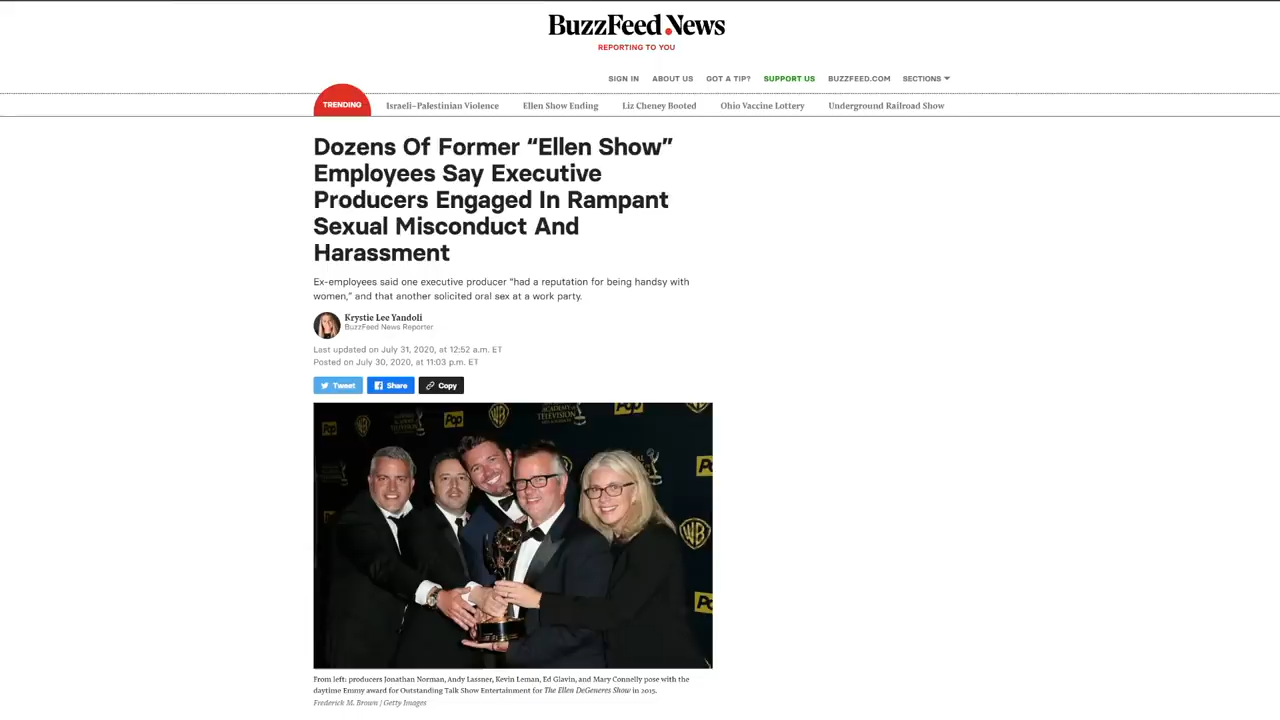 BuzzFeed News
REPORTING TO YOU
SIGN IN ABOUT US GOT A TIP? SUPPORT US BUZZFEED.COM SECTIONS
TRENDING Israeli–Palestinian Violence Ellen Show Ending Liz Cheney Booted Ohio Vaccine Lottery Underground Railroad Show
Dozens Of Former “Ellen Show”
Employees Say Executive
Producers Engaged In Rampant
Sexual Misconduct And
Harassment
Ex-employees said one executive producer “had a reputation for being handsy with
women,” and that another solicited oral sex at a work party.
Krystie Lee Yandoli
BuzzFeed News Reporter
Last updated on July 31, 2020, at 12:52 a.m. ET
Posted on July 30, 2020, at 11:03 p.m. ET
Tweet Share Copy
Pop WB ACADEMY OF TELEVISION Pop
WB
From left: producers Jonathan Norman, Andy Lassner, Kevin Leman, Ed Glavin, and Mary Connelly pose with the
daytime Emmy award for Outstanding Talk Show Entertainment for The Ellen DeGeneres Show in 2015.
Frederick M. Brown | Getty Images